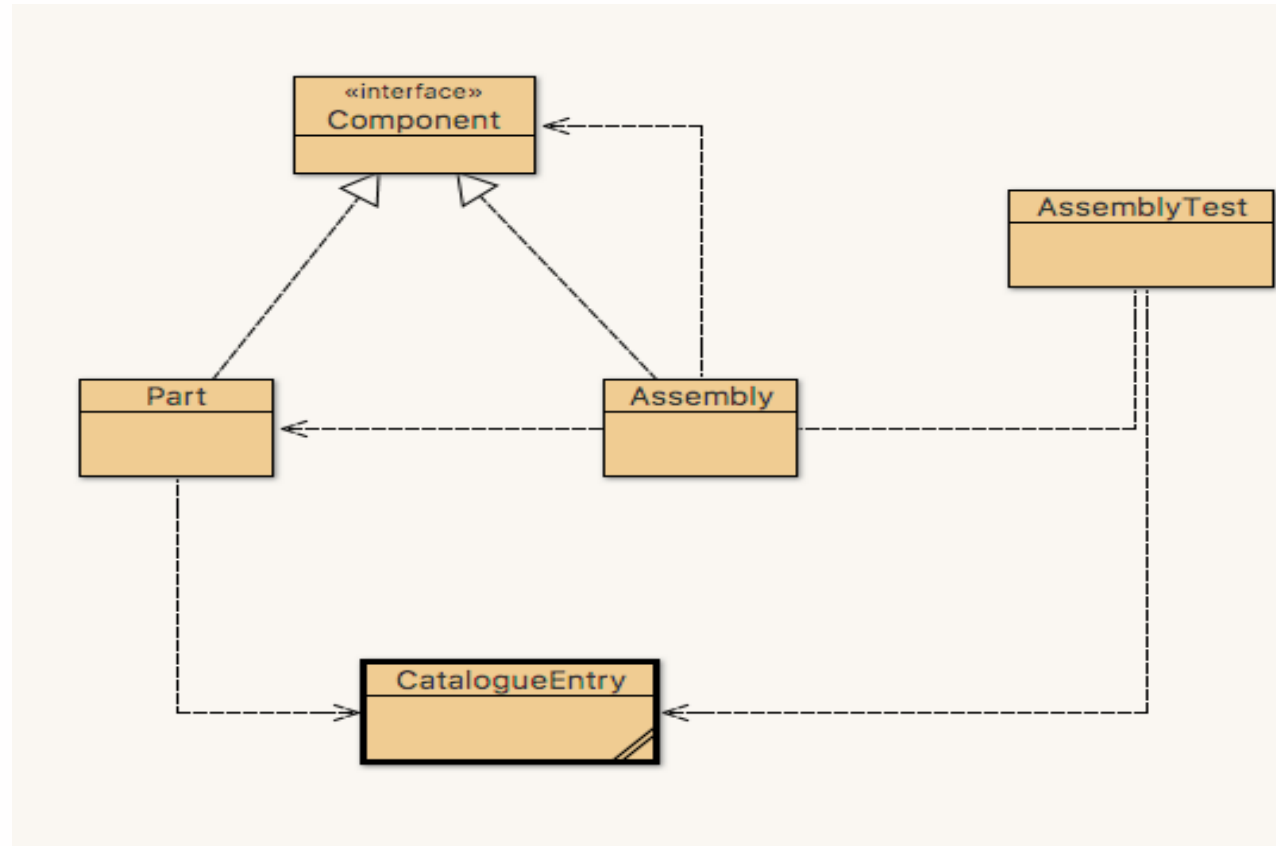 «interface»
Component
AssemblyTest
Part
Assembly
CatalogueEntry